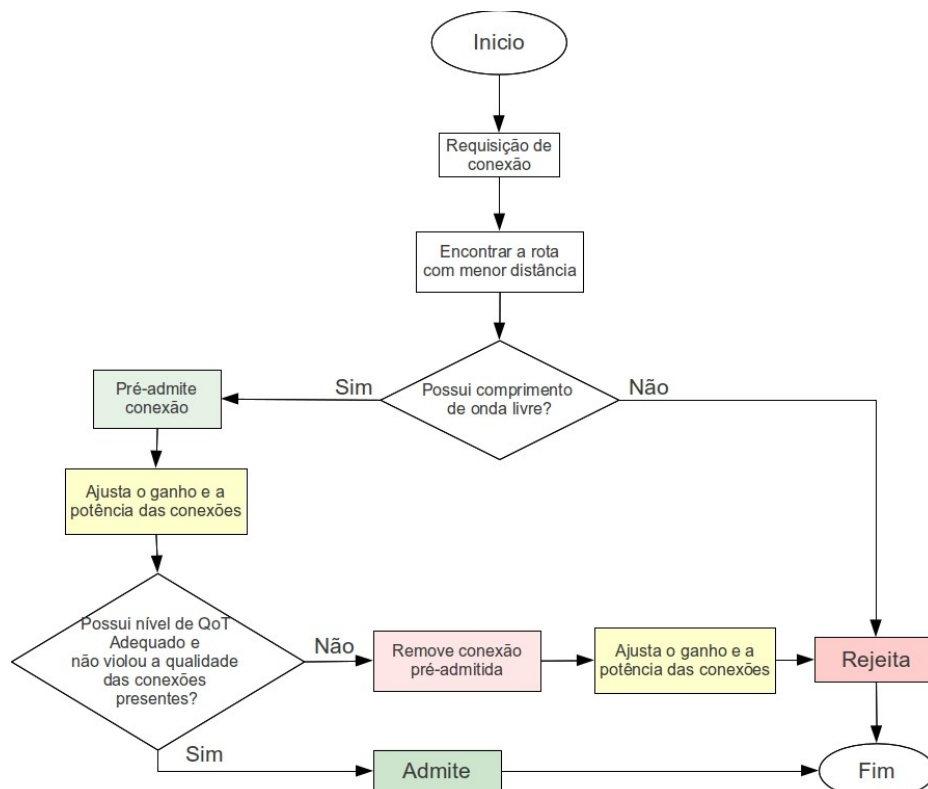 Inicio
Requisição de
conexão
Encontrar a rota
com menor distância
Possui comprimento
de onda livre?
Sim
Não
Pré-admite
conexão
Ajusta o ganho e a
potência das conexões
Possui nível de QoT
Adequado e
não violou a qualidade
das conexões
presentes?
Não
Remove conexão
pré-admitida
Ajusta o ganho e a
potência das conexões
Rejeita
Sim
Admite
Fim